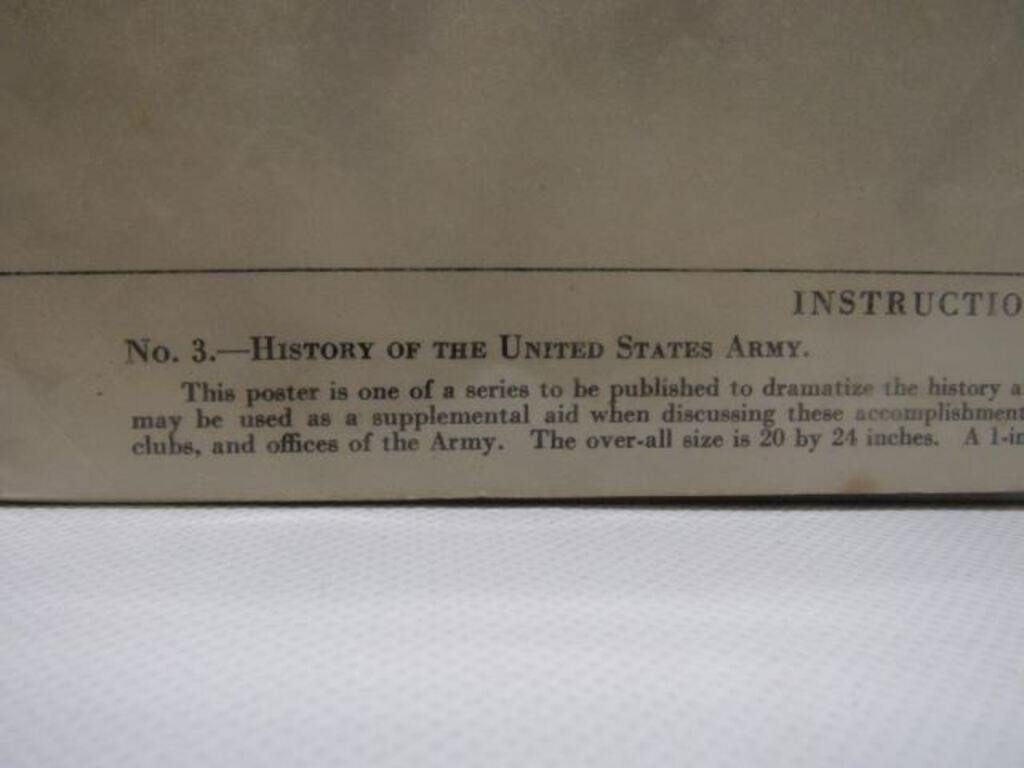 INSTRUCTIO
No. 3.—History of the United States Army.
This poster is one of a series to be published to dramatize the history a
may be used as a supplemental aid when discussing these accomplishment
clubs, and offices of the Army. The over-all size is 20 by 24 inches. A 1-in